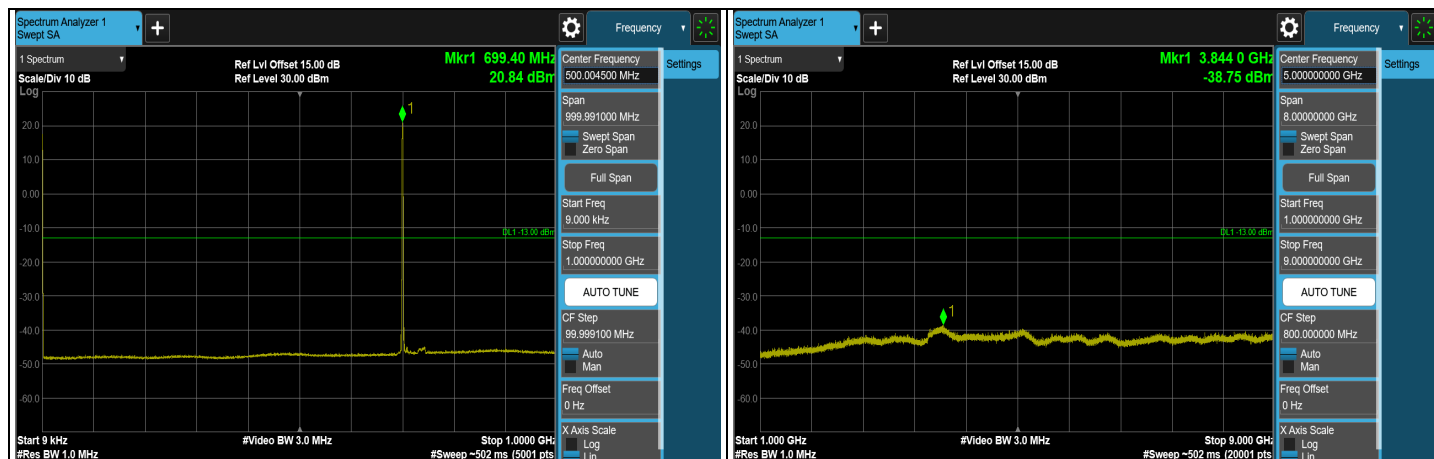 Spectrum Analyzer 1
Swept SA
+
Frequency
1 Spectrum
Scale/Div 10 dB
Ref Lvl Offset 15.00 dB
Ref Level 30.00 dBm
Mkr1 699.40 MHz
20.84 dBm
Log
1
20.0
10.0
0.00
-10.0
-30.0
-40.0
-50.0
-60.0
DL1 -13.00 dBm
Start 9 kHz
#Video BW 3.0 MHz
Stop 1.0000 GHz
#Res BW 1.0 MHz
#Sweep ~502 ms (5001 pts
Center Frequency
500.004500 MHz
Settings
Span
999.991000 MHz
Swept Span
Zero Span
Full Span
Start Freq
9.000 kHz
Stop Freq
1.000000000 GHz
AUTO TUNE
CF Step
99.999100 MHz
Auto
Man
Freq Offset
0 Hz
X Axis Scale
Log
Lin
Spectrum Analyzer 1
Swept SA
+
Frequency
1 Spectrum
Scale/Div 10 dB
Ref Lvl Offset 15.00 dB
Ref Level 30.00 dBm
Mkr1 3.844 0 GHz
-38.75 dBm
Log
1
20.0
10.0
0.00
-10.0
-30.0
-40.0
-50.0
-60.0
DL1 -13.00 dBm
Start 1.000 GHz
#Video BW 3.0 MHz
Stop 9.000 GHz
#Res BW 1.0 MHz
#Sweep ~502 ms (20001 pts
Center Frequency
5.00000000 GHz
Settings
Span
8.00000000 GHz
Swept Span
Zero Span
Full Span
Start Freq
1.000000000 GHz
Stop Freq
9.000000000 GHz
AUTO TUNE
CF Step
800.000000 MHz
Auto
Man
Freq Offset
0 Hz
X Axis Scale
Log
Lin